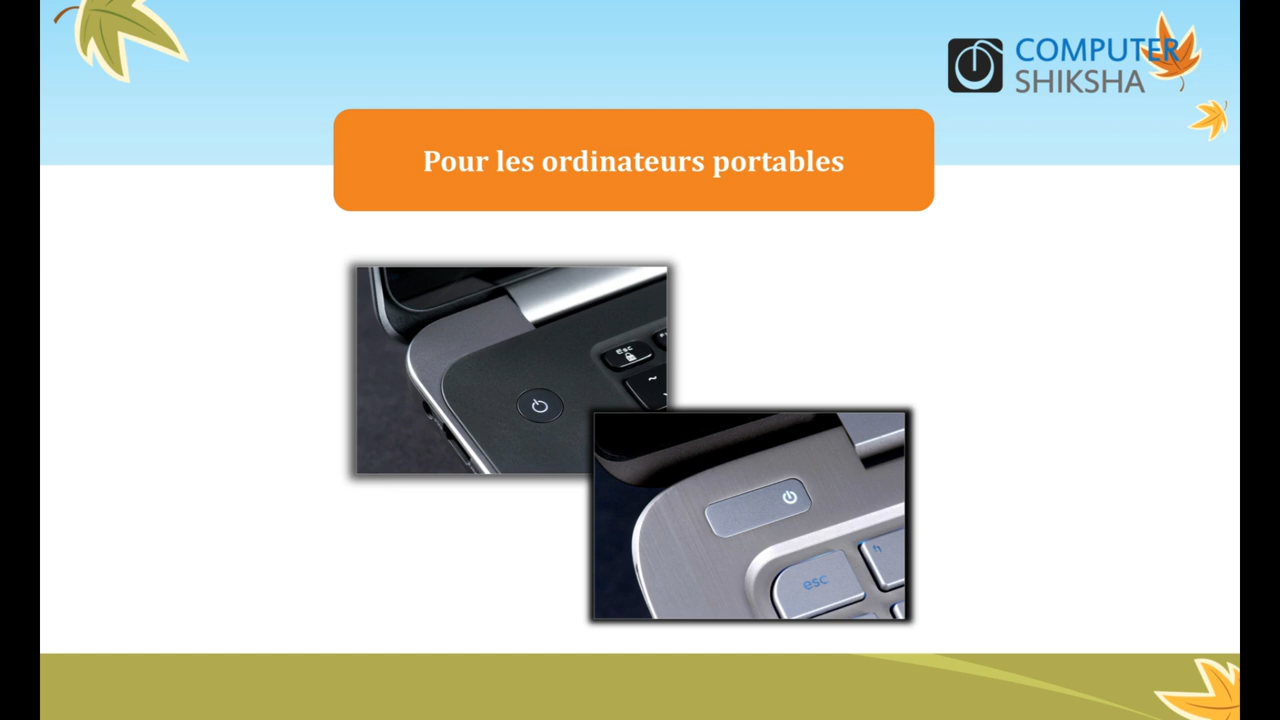 COMPUTER
SHIKSHA
Pour les ordinateurs portables
Esc
~
esc